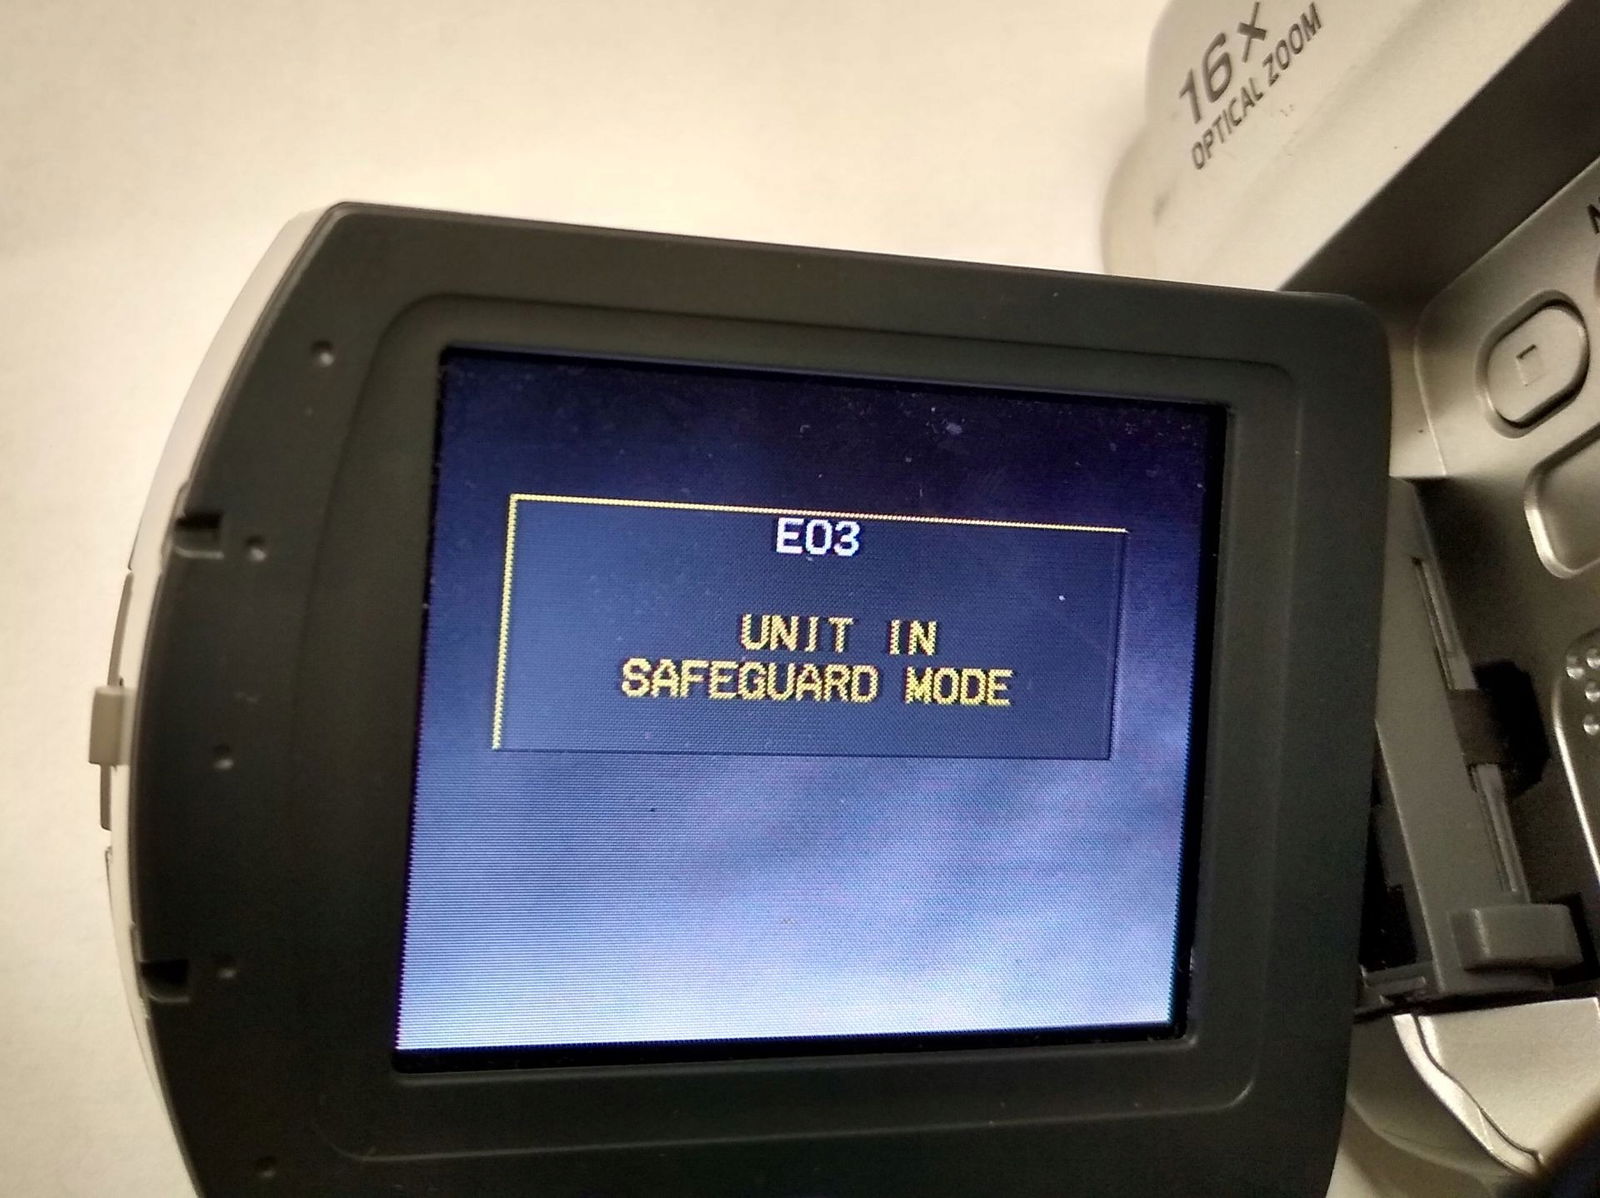 16X
OPTICAL ZOOM
E03
UNIT IN
SAFEGUARD MODE